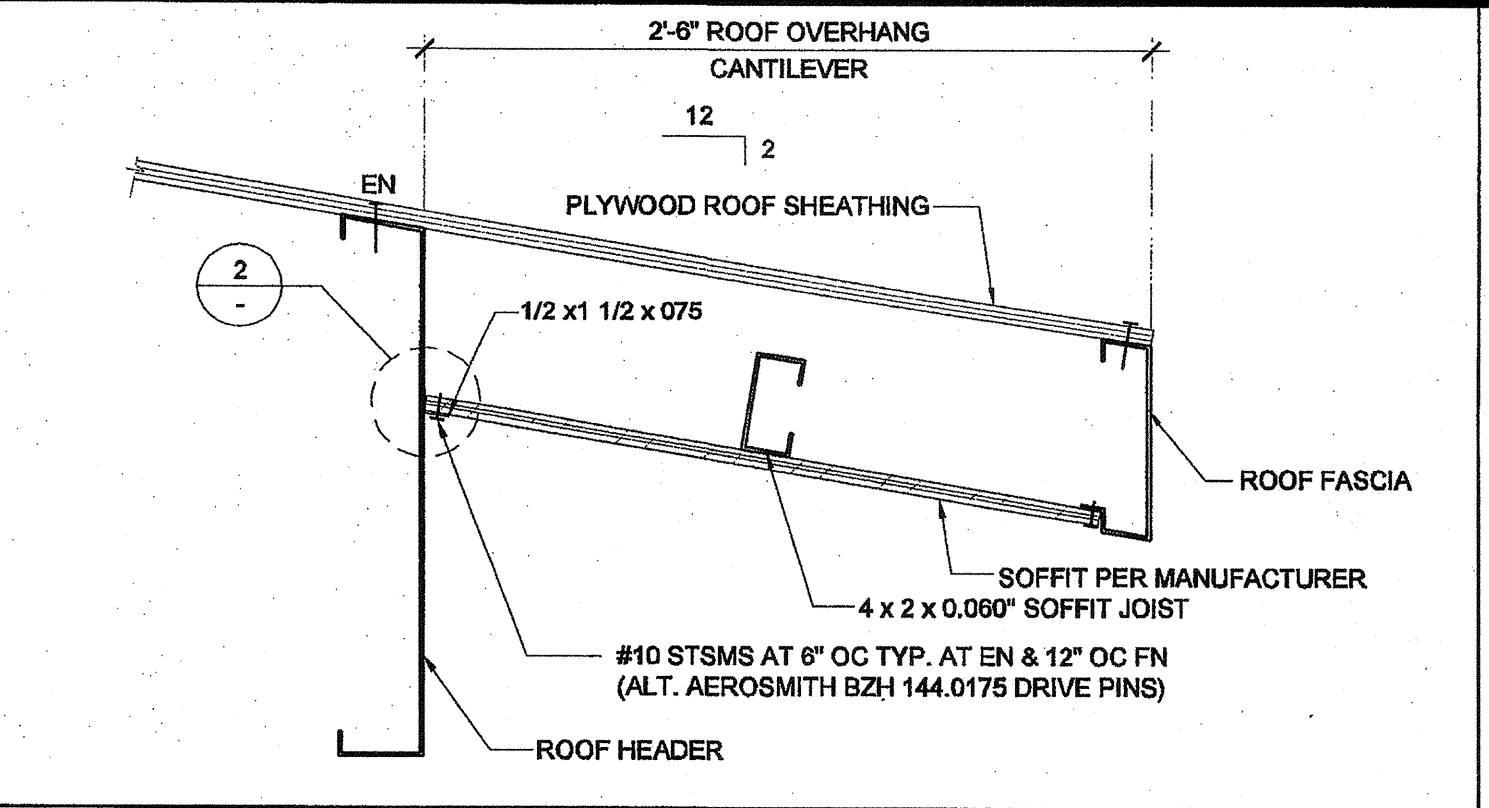 2'-6" ROOF OVERHANG
CANTILEVER
12
2
EN
PLYWOOD ROOF SHEATHING
2
-
1/2 x1 1/2 x 075
ROOF FASCIA
SOFFIT PER MANUFACTURER
4 x 2 x 0.060" SOFFIT JOIST
#10 STSMS AT 6" OC TYP. AT EN & 12" OC FN
(ALT. AEROSMITH BZH 144.0175 DRIVE PINS)
ROOF HEADER